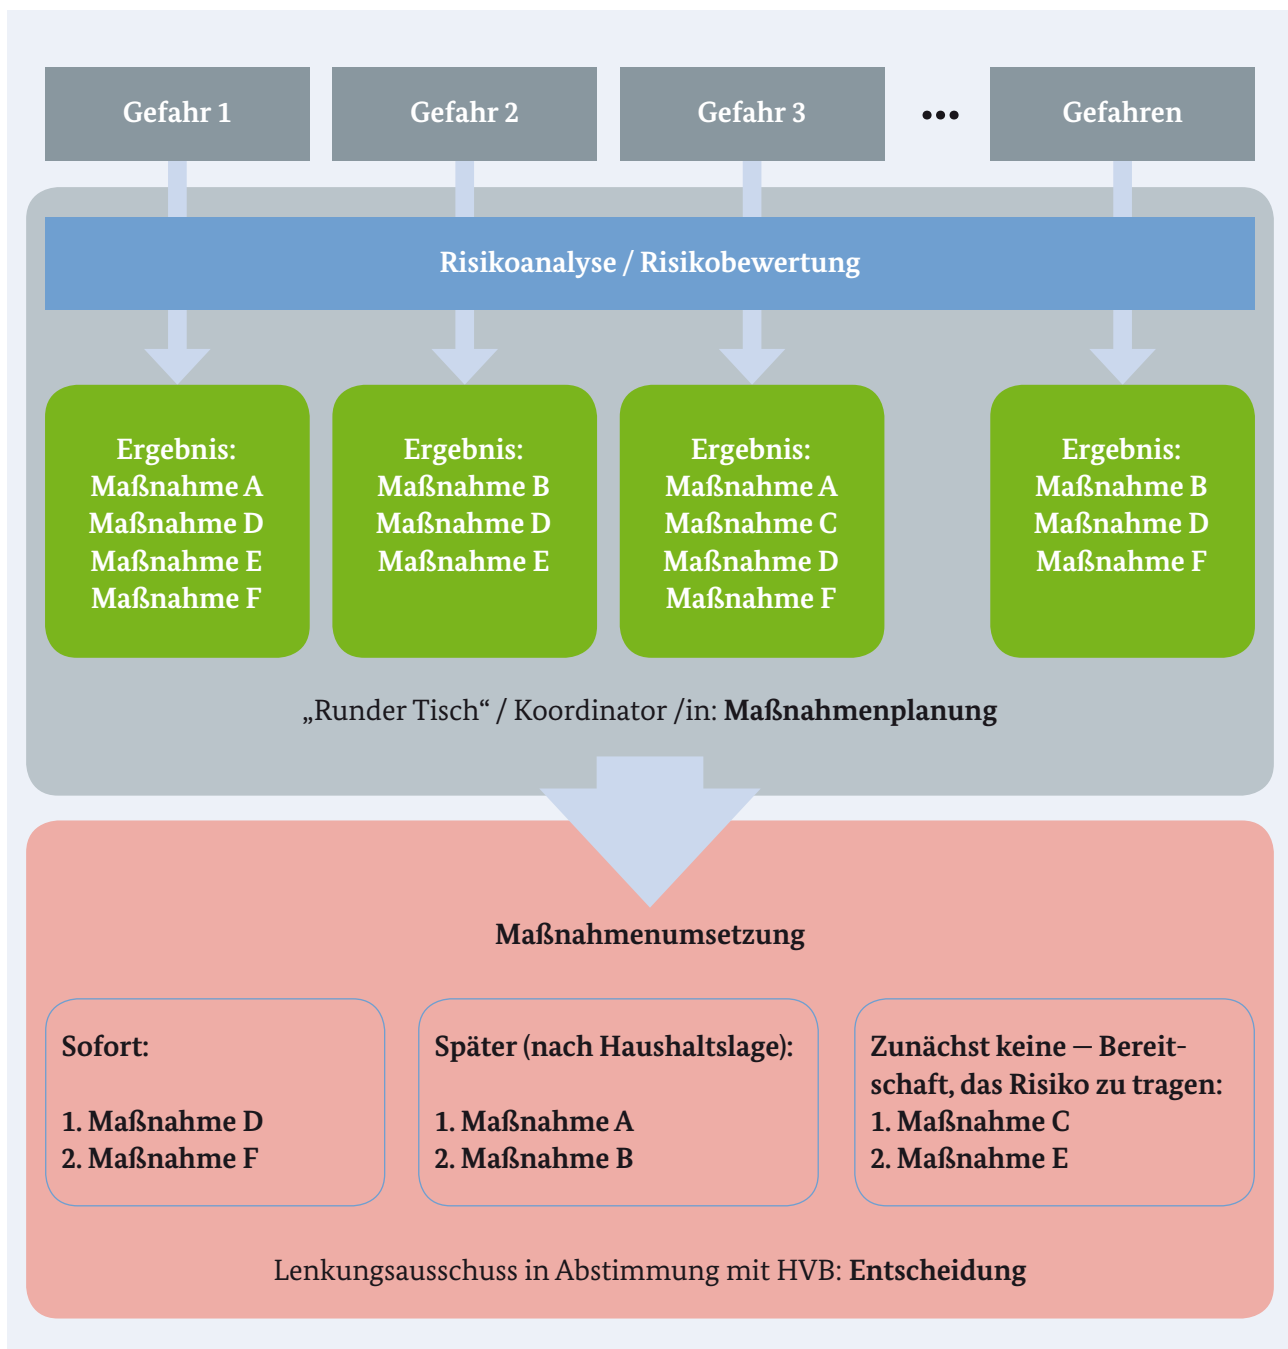 Gefahr 1
Gefahr 2
Gefahr 3
•••
Gefahren
Risikoanalyse / Risikobewertung
Ergebnis:
Maßnahme A
Maßnahme D
Maßnahme E
Maßnahme F
Ergebnis:
Maßnahme B
Maßnahme D
Maßnahme E
Ergebnis:
Maßnahme A
Maßnahme C
Maßnahme D
Maßnahme F
Ergebnis:
Maßnahme B
Maßnahme D
Maßnahme F
„Runder Tisch“ / Koordinator /in: Maßnahmenplanung
Maßnahmenumsetzung
Sofort:
1. Maßnahme D
2. Maßnahme F
Später (nach Haushaltslage):
1. Maßnahme A
2. Maßnahme B
Zunächst keine — Bereit-
schaft, das Risiko zu tragen:
1. Maßnahme C
2. Maßnahme E
Lenkungsausschuss in Abstimmung mit HVB: Entscheidung